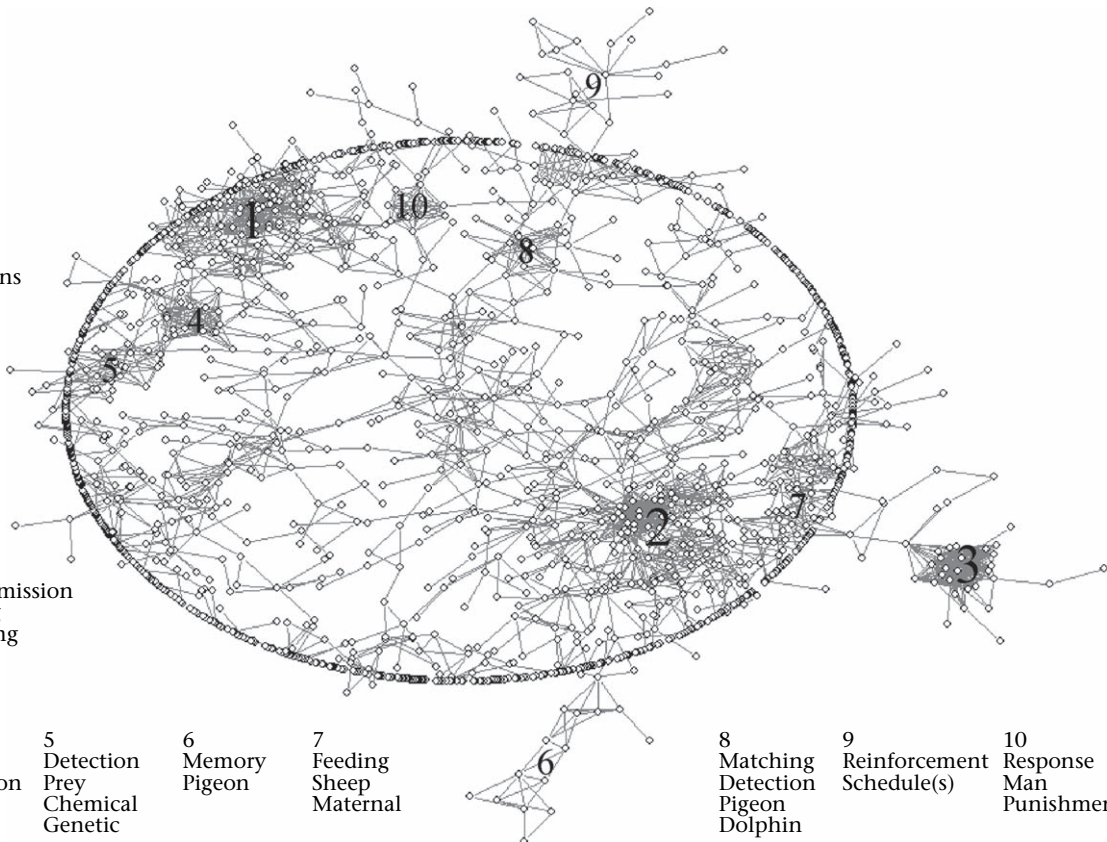 9
1
10
8
ns
4
5
2
7
3
mission
ng
6
5
Detection
Prey
Chemical
Genetic
6
Memory
Pigeon
7
Feeding
Sheep
Maternal
8
Matching
Detection
Pigeon
Dolphin
9
Reinforcement
Schedule(s)
10
Response
Man
Punishmen
on